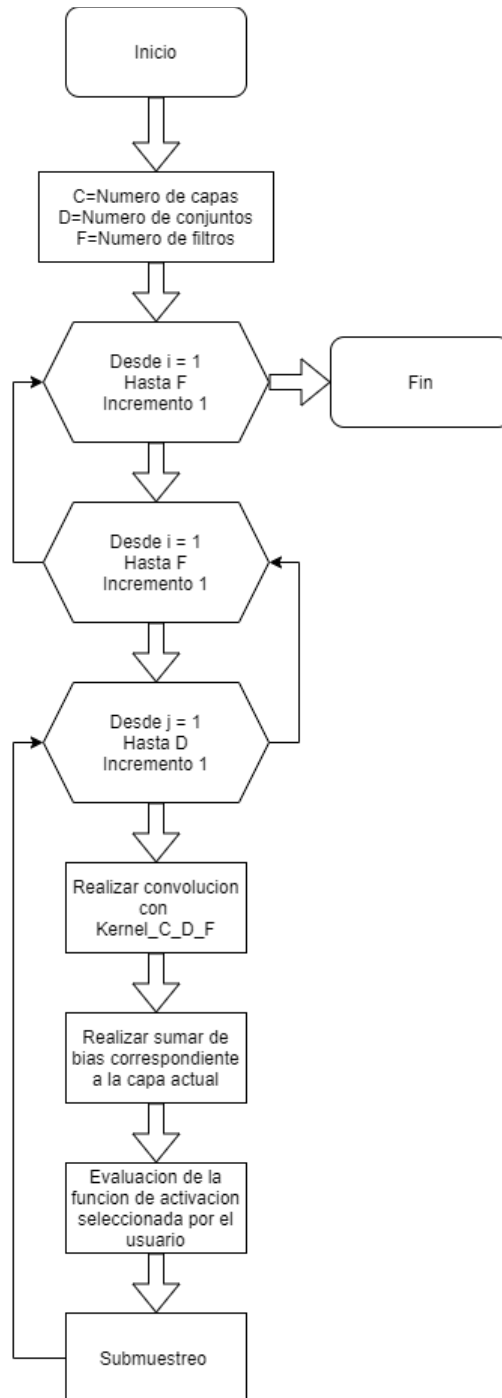 Inicio
C=Numero de capas
D=Numero de conjuntos
F=Numero de filtros
Desde i = 1
Hasta F
Incremento 1
Fin
Desde i = 1
Hasta F
Incremento 1
Desde j = 1
Hasta D
Incremento 1
Realizar convolucion
con
Kernel_C_D_F
Realizar sumar de
bias correspondiente
a la capa actual
Evaluacion de la
funcion de activacion
seleccionada por el
usuario
Submuestreo